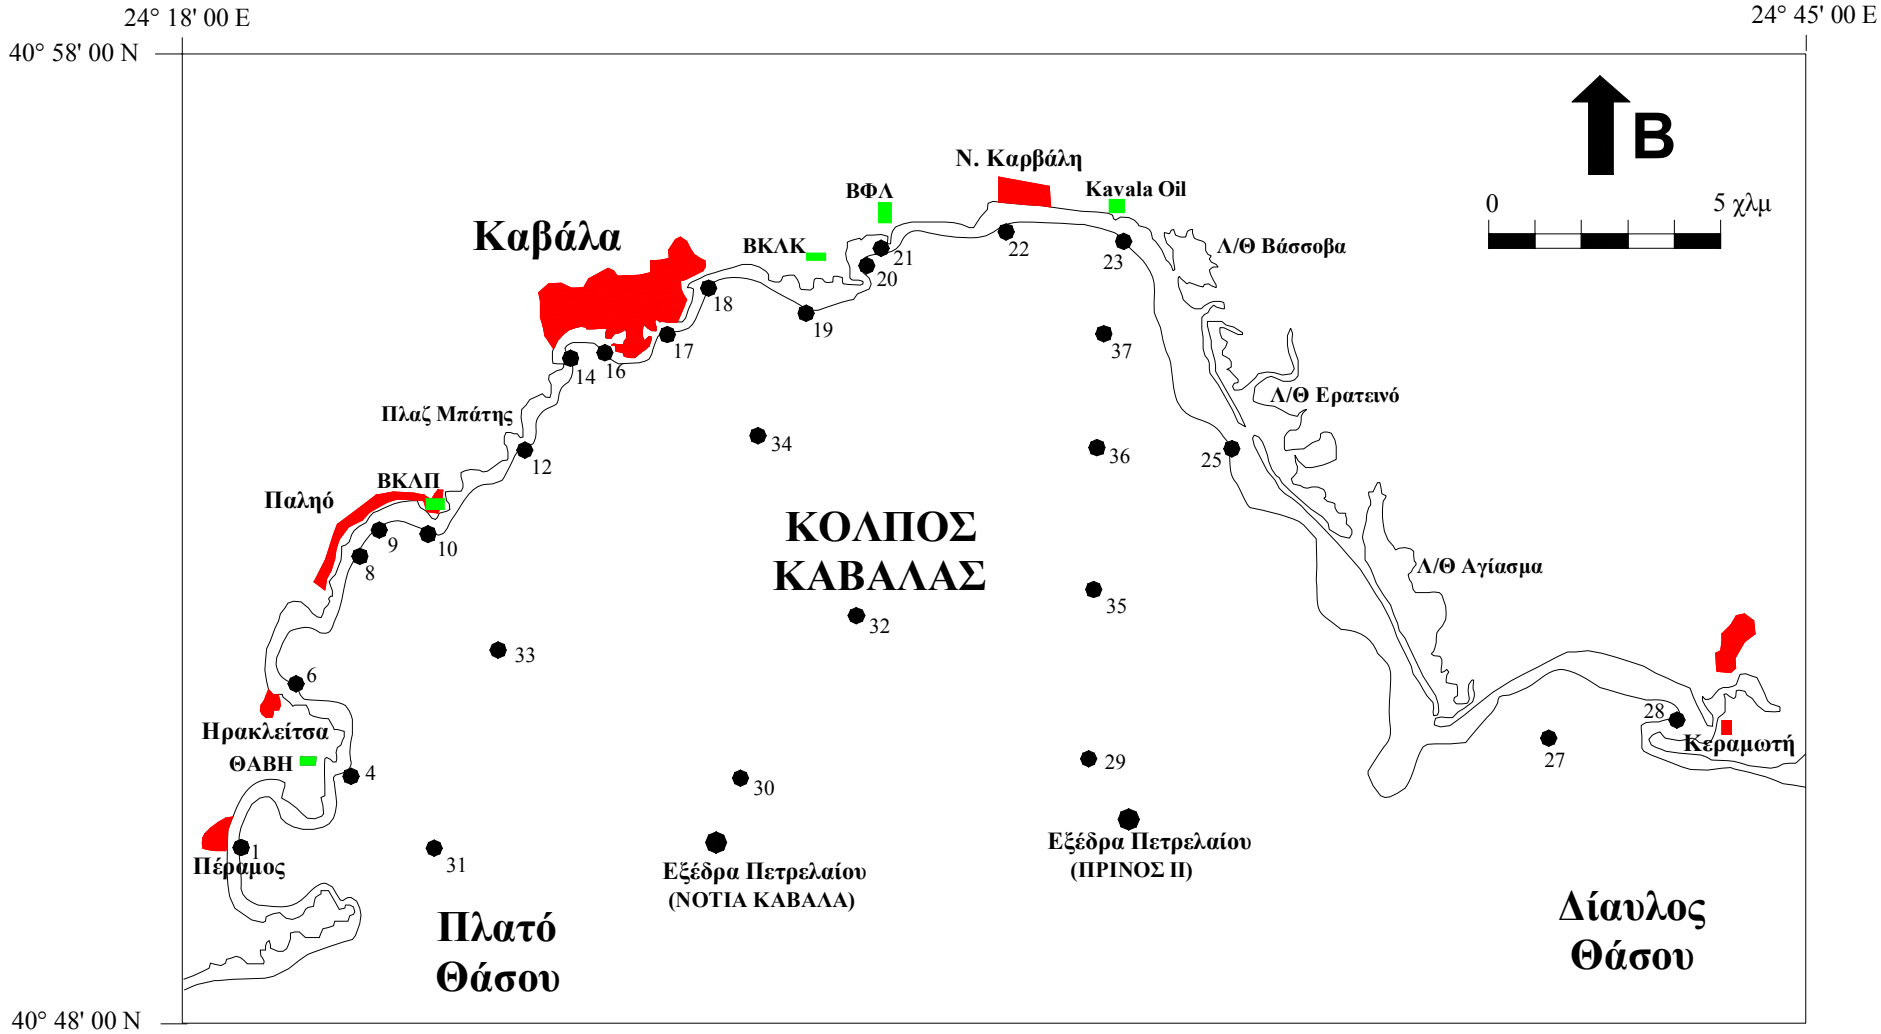 24° 18' 00 E
24° 45' 00 E
40° 58' 00 N
B
0
5 χλμ
Ν. Καρβάλη
Kavala Oil
ΒΦΛ
Καβάλα
ΒΚΛΚ
Λ/Θ Βάσσοβα
21
22
23
20
18
19
17
37
16
14
Λ/Θ Ερατεινό
Πλαζ Μπάτης
34
36
25
12
ΒΚΛΠ
Παληό
ΚΟΛΠΟΣ
ΚΑΒΑΛΑΣ
9
10
8
Λ/Θ Αγίασμα
35
32
33
6
28
Ηρακλείτσα
Κεραμωτή
27
ΘΑΒΗ
4
29
30
Εξέδρα Πετρελαίου
(ΠΡΙΝΟΣ ΙΙ)
1
Πέραμος
31
Εξέδρα Πετρελαίου
(ΝΟΤΙΑ ΚΑΒΑΛΑ)
Πλατό
Θάσου
Δίαυλος
Θάσου
40° 48' 00 N